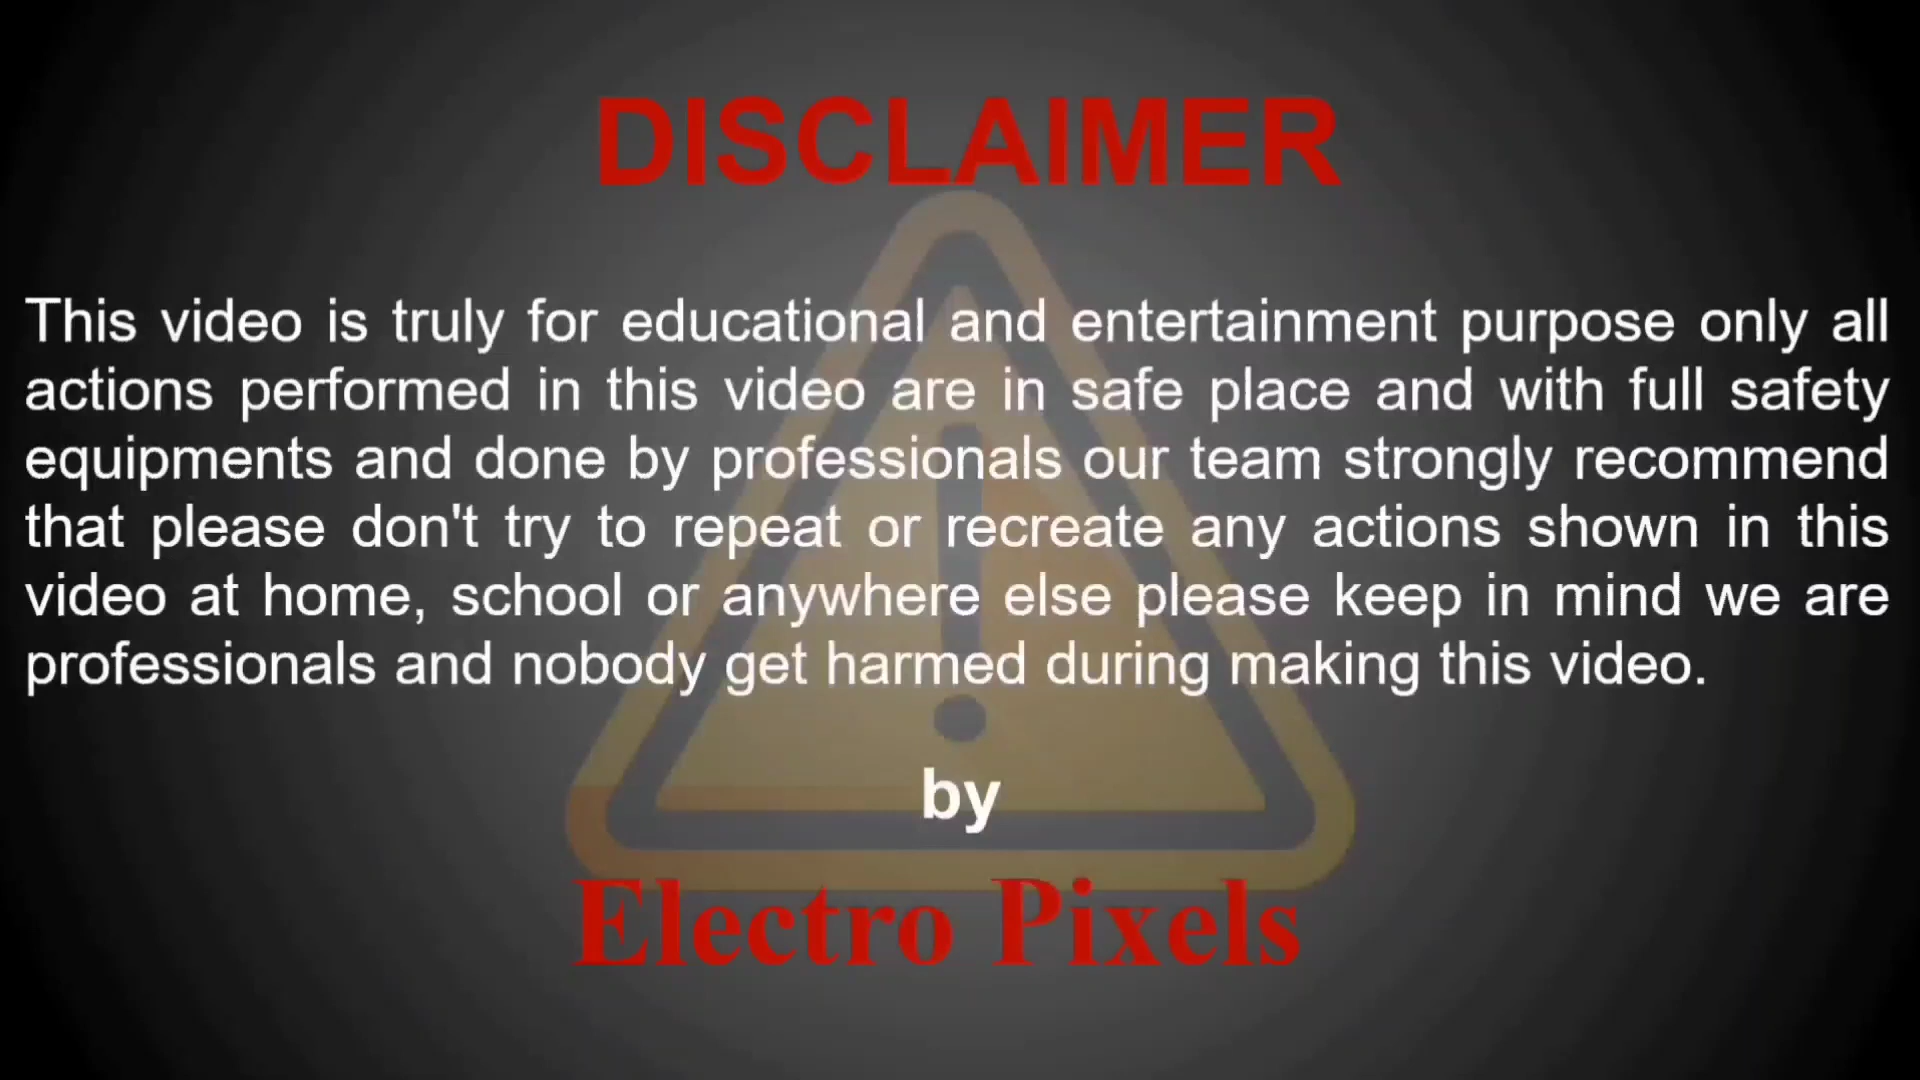 DISCLAIMER
This video is truly for educational and entertainment purpose only all
actions performed in this video are in safe place and with full safety
equipments and done by professionals our team strongly recommend
that please don't try to repeat or recreate any actions shown in this
video at home, school or anywhere else please keep in mind we are
professionals and nobody get harmed during making this video.
by
Electro Pixels